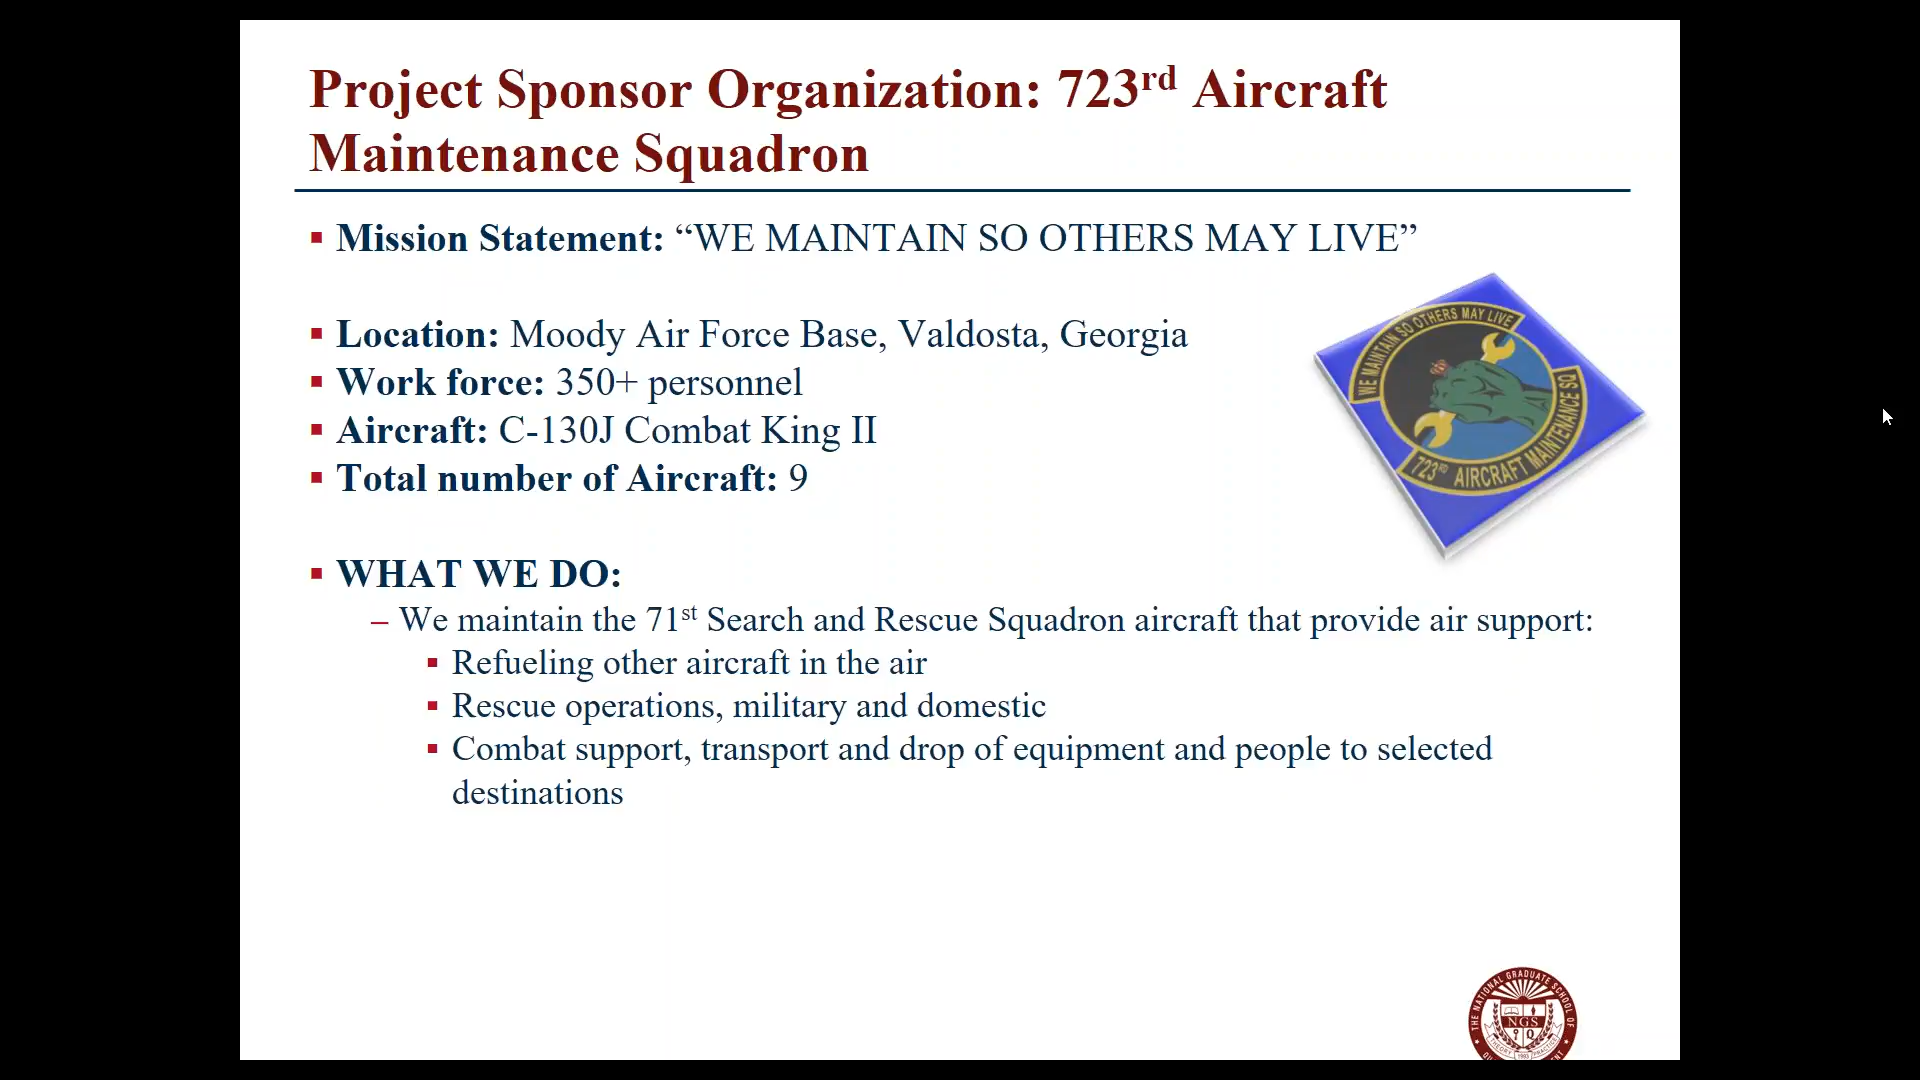 Project Sponsor Organization: 723rd Aircraft
Maintenance Squadron
▪ Mission Statement: “WE MAINTAIN SO OTHERS MAY LIVE”
▪ Location: Moody Air Force Base, Valdosta, Georgia
▪ Work force: 350+ personnel
▪ Aircraft: C-130J Combat King II
▪ Total number of Aircraft: 9
WE MAINTAIN SO OTHERS MAY LIVE
723RD AIRCRAFT MAINTENANCE SQ
▪ WHAT WE DO:
– We maintain the 71st Search and Rescue Squadron aircraft that provide air support:
▪ Refueling other aircraft in the air
▪ Rescue operations, military and domestic
▪ Combat support, transport and drop of equipment and people to selected
destinations
THE NATIONAL GRADUATE SCHOOL OF
NGS
Q
THEORY 1993 PRACTICE